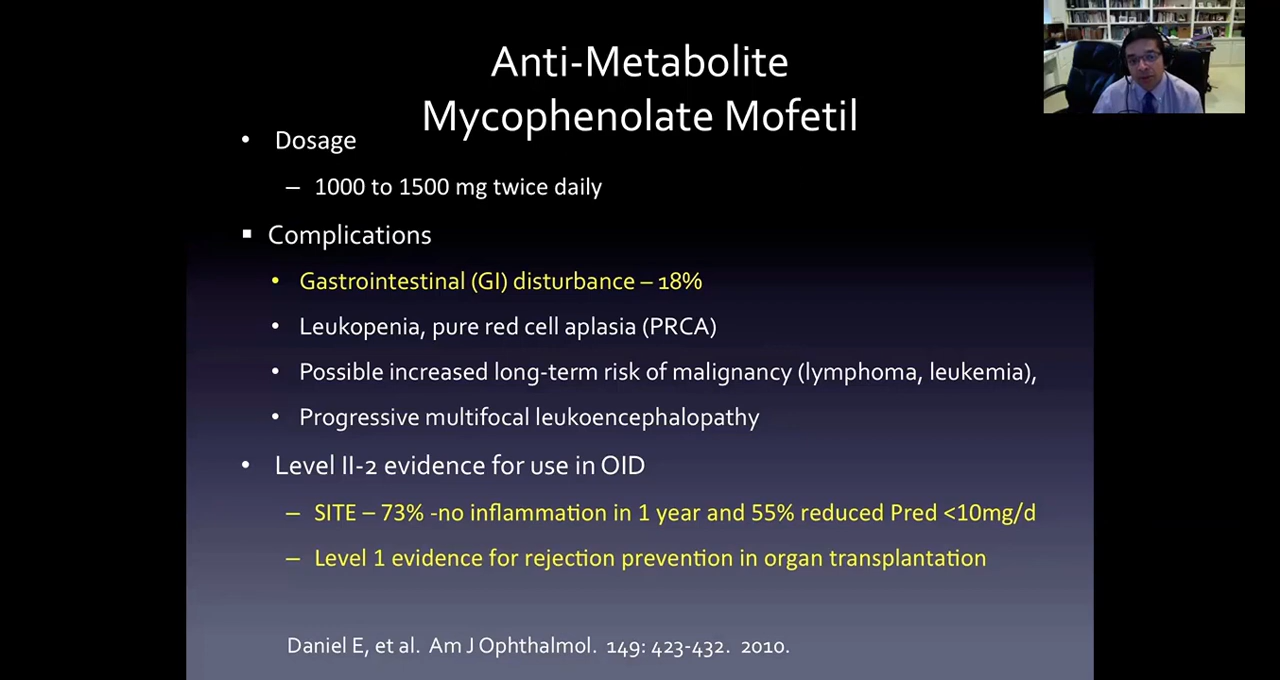 Anti-Metabolite
Mycophenolate Mofetil
• Dosage
– 1000 to 1500 mg twice daily
▪ Complications
• Gastrointestinal (GI) disturbance – 18%
• Leukopenia, pure red cell aplasia (PRCA)
• Possible increased long-term risk of malignancy (lymphoma, leukemia),
• Progressive multifocal leukoencephalopathy
• Level II-2 evidence for use in OID
– SITE – 73% -no inflammation in 1 year and 55% reduced Pred <10mg/d
– Level 1 evidence for rejection prevention in organ transplantation
Daniel E, et al. Am J Ophthalmol. 149: 423-432. 2010.